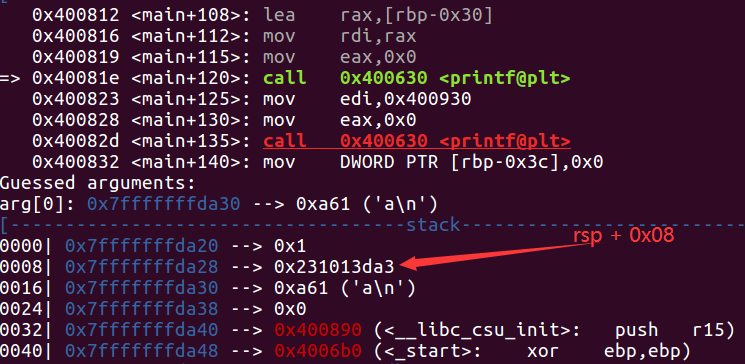 0x400812 <main+108>: lea rax,[rbp-0x30]
0x400816 <main+112>: mov rdi,rax
0x400819 <main+115>: mov eax,0x0
=> 0x40081e <main+120>: call 0x400630 <printf@plt>
0x400823 <main+125>: mov edi,0x400930
0x400828 <main+130>: mov eax,0x0
0x40082d <main+135>: call 0x400630 <printf@plt>
0x400832 <main+140>: mov DWORD PTR [rbp-0x3c],0x0
Guessed arguments:
arg[0]: 0x7fffffffda30 --> 0xa61 ('a\n')
[------------------------------------stack-------------------------------------
rsp + 0x08
0000| 0x7fffffffda20 --> 0x1
0008| 0x7fffffffda28 --> 0x231013da3
0016| 0x7fffffffda30 --> 0xa61 ('a\n')
0024| 0x7fffffffda38 --> 0x0
0032| 0x7fffffffda40 --> 0x400890 (<__libc_csu_init>: push r15)
0040| 0x7fffffffda48 --> 0x4006b0 (<_start>: xor ebp,ebp)